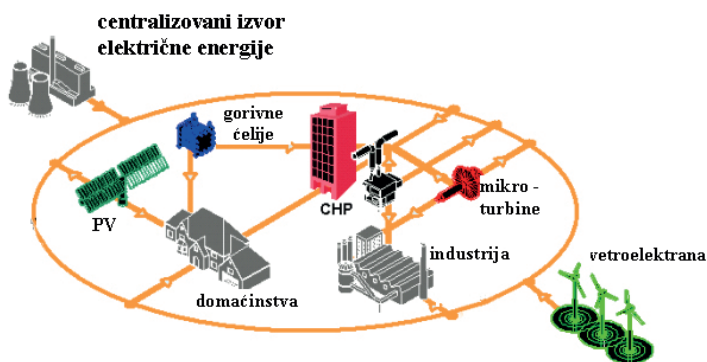 centralizovani izvor
električne energije
gorivne
ćelije
CHP
mikro -
turbine
PV
industrija
vetroelektrana
domaćinstva